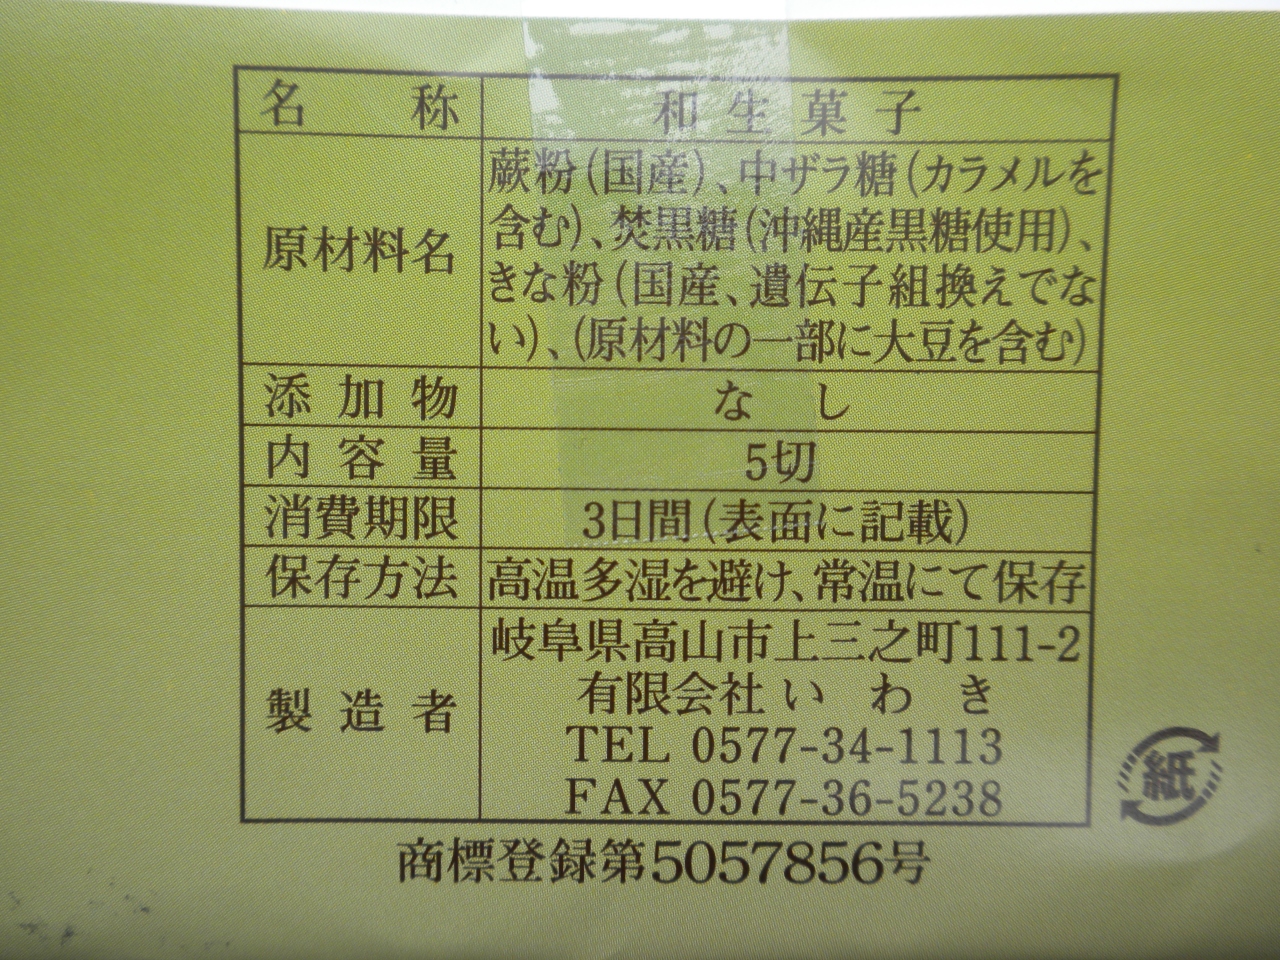 名称 和生菓子
原材料名 蕨粉(国産)、中ザラ糖(カラメルを
含む)、焚黒糖(沖縄産黒糖使用)、
きな粉(国産、遺伝子組換えでな
い)、(原材料の一部に大豆を含む)
添加物 なし
内容量 5切
消費期限 3日間(表面に記載)
保存方法 高温多湿を避け、常温にて保存
製造者 岐阜県高山市上三之町111-2
有限会社いわき
TEL 0577-34-1113
FAX 0577-36-5238
紙
商標登録第5057856号